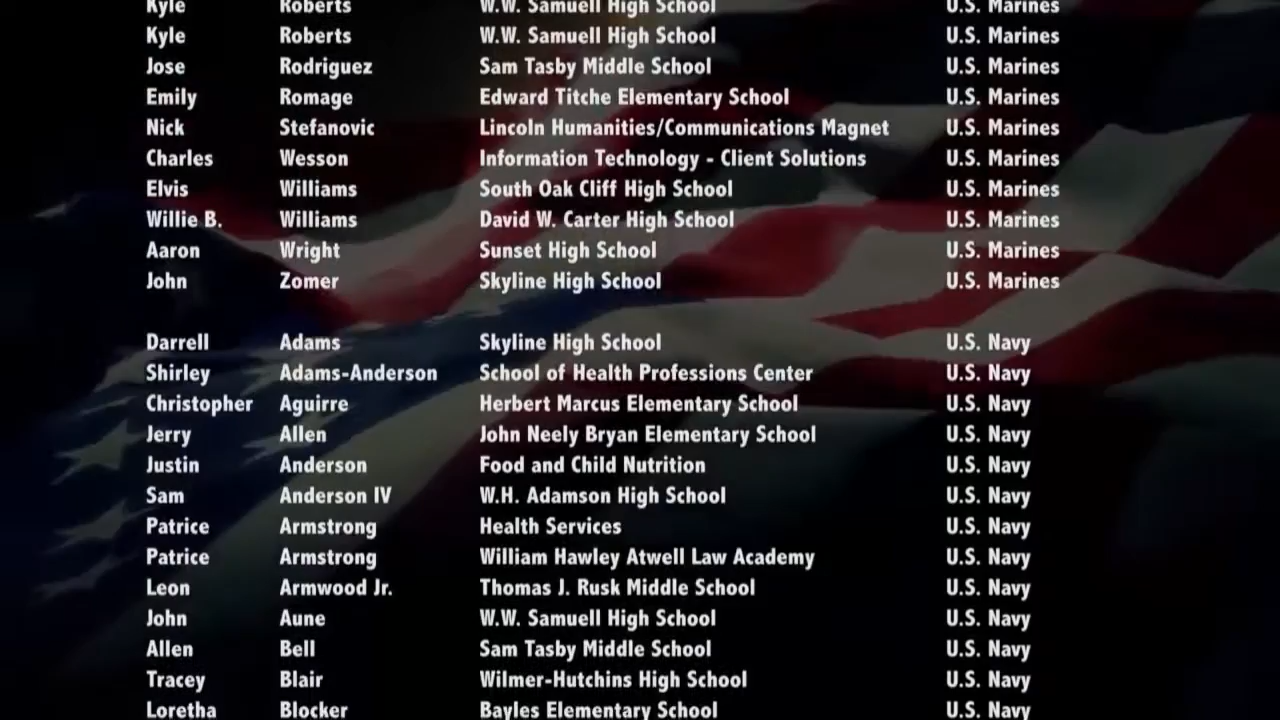 Kyle Roberts W.W. Samuell High School U.S. Marines
Kyle Roberts W.W. Samuell High School U.S. Marines
Jose Rodriguez Sam Tasby Middle School U.S. Marines
Emily Romage Edward Titche Elementary School U.S. Marines
Nick Stefanovic Lincoln Humanities/Communications Magnet U.S. Marines
Charles Wesson Information Technology - Client Solutions U.S. Marines
Elvis Williams South Oak Cliff High School U.S. Marines
Willie B. Williams David W. Carter High School U.S. Marines
Aaron Wright Sunset High School U.S. Marines
John Zomer Skyline High School U.S. Marines
Darrell Adams Skyline High School U.S. Navy
Shirley Adams-Anderson School of Health Professions Center U.S. Navy
Christopher Aguirre Herbert Marcus Elementary School U.S. Navy
Jerry Allen John Neely Bryan Elementary School U.S. Navy
Justin Anderson Food and Child Nutrition U.S. Navy
Sam Anderson IV W.H. Adamson High School U.S. Navy
Patrice Armstrong Health Services U.S. Navy
Patrice Armstrong William Hawley Atwell Law Academy U.S. Navy
Leon Armwood Jr. Thomas J. Rusk Middle School U.S. Navy
John Aune W.W. Samuell High School U.S. Navy
Allen Bell Sam Tasby Middle School U.S. Navy
Tracey Blair Wilmer-Hutchins High School U.S. Navy
Loretha Blocker Bayles Elementary School U.S. Navy